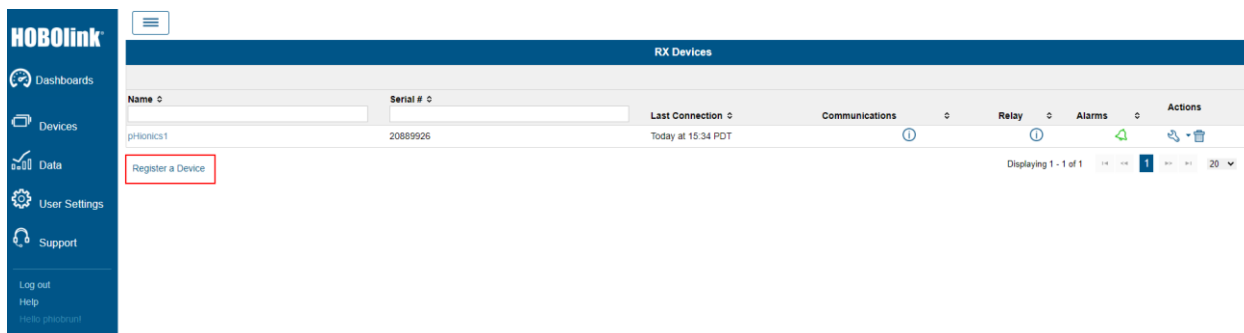 HOBOlink®
Dashboards
Devices
Data
User Settings
Support
Log out
Help
Hello phiobrunt
RX Devices
Name
Serial #
Last Connection
Communications
Relay
Alarms
Actions
pHionics1
20889926
Today at 15:34 PDT
Register a Device
Displaying 1 - 1 of 1
1
20